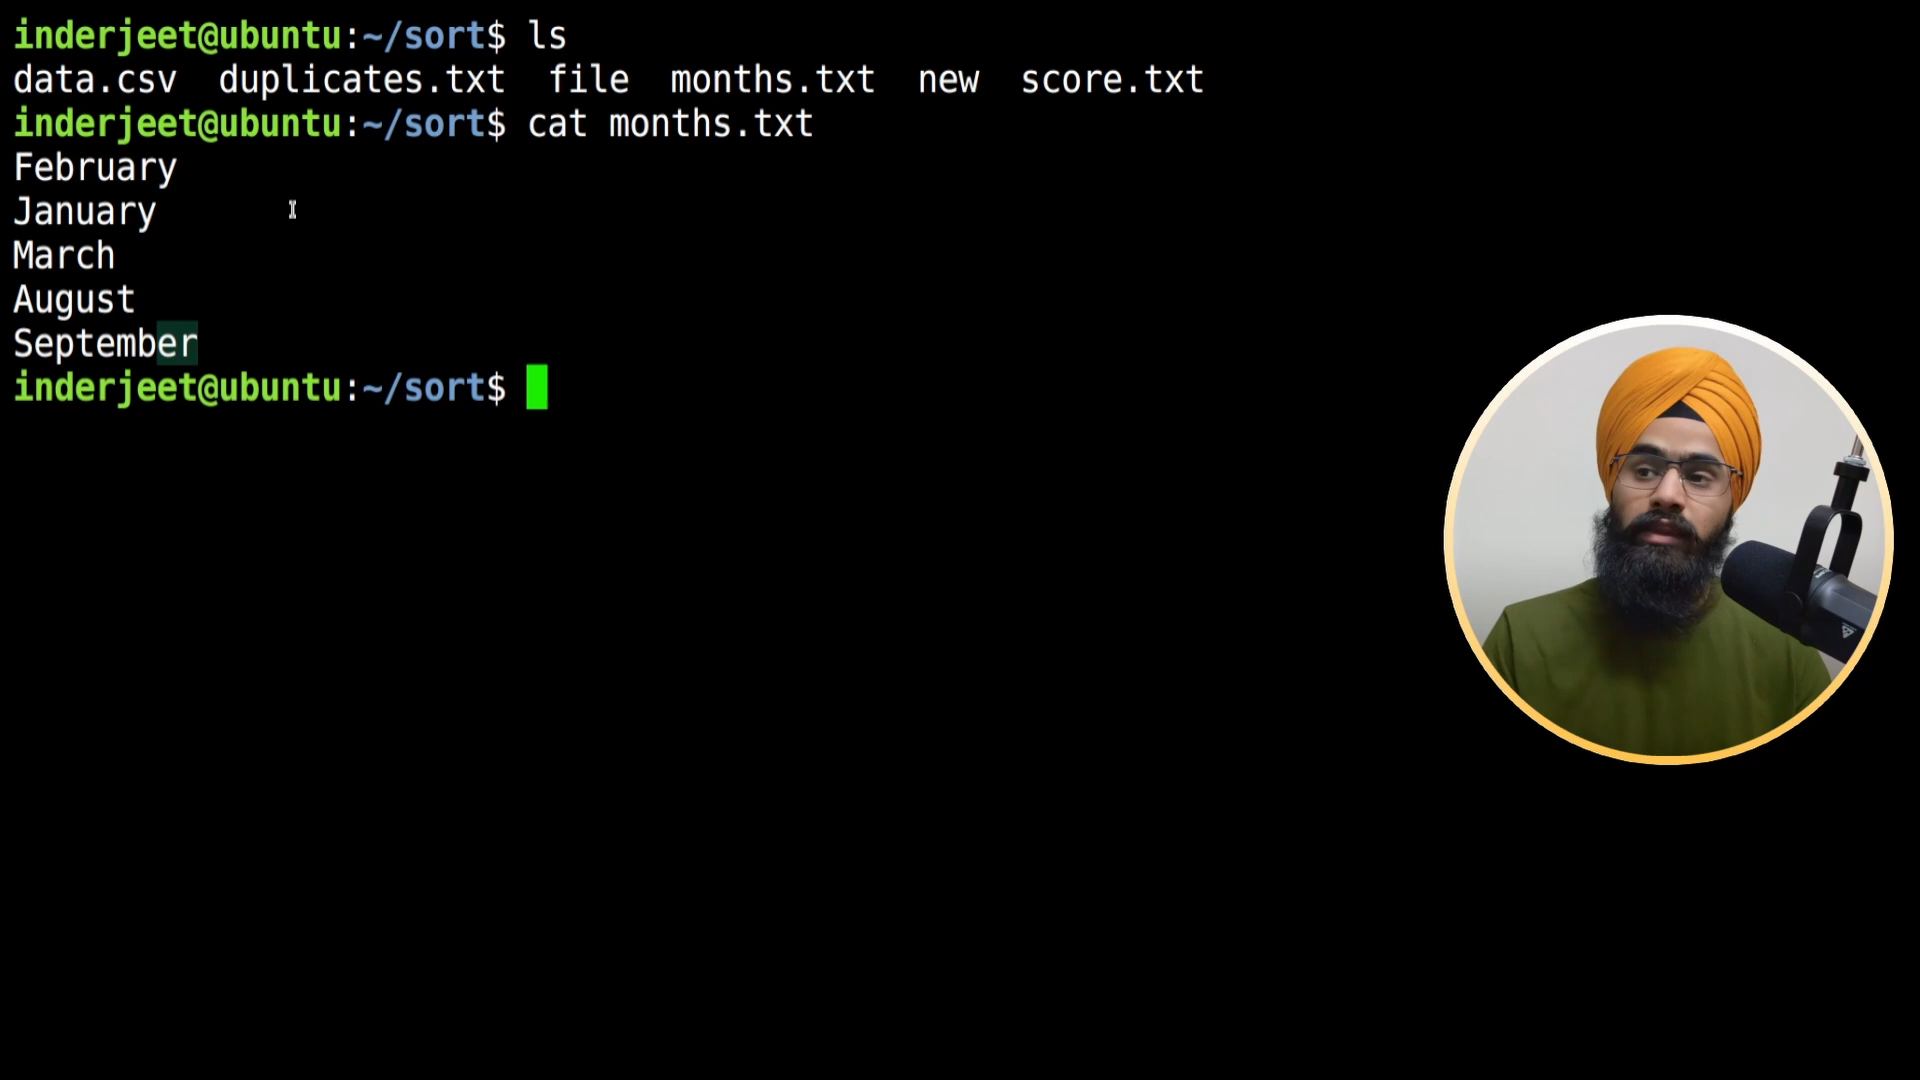 inderjeet@ubuntu:~/sort$ ls
data.csv  duplicates.txt  file  months.txt  new  score.txt
inderjeet@ubuntu:~/sort$ cat months.txt
February
January
March
August
September
inderjeet@ubuntu:~/sort$